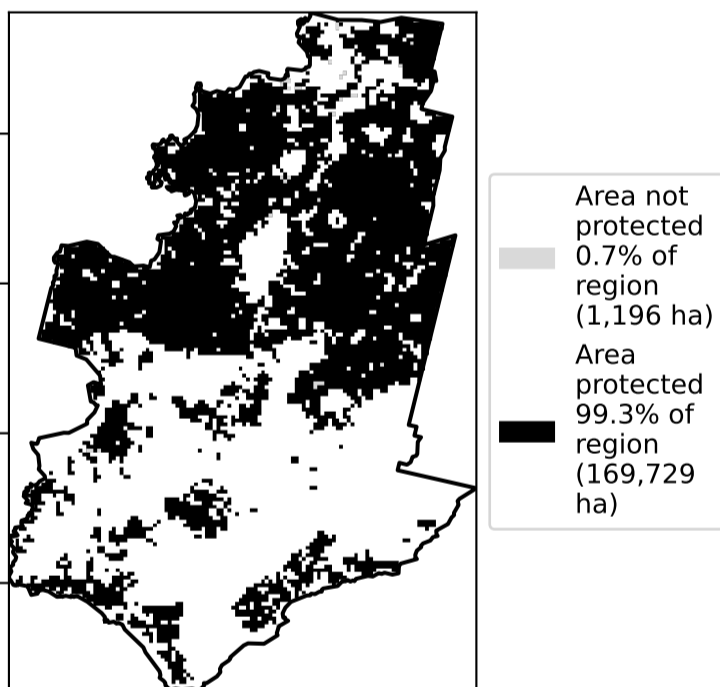 Area not
protected
0.7% of
region
(1,196 ha)
Area
protected
99.3% of
region
(169,729
ha)